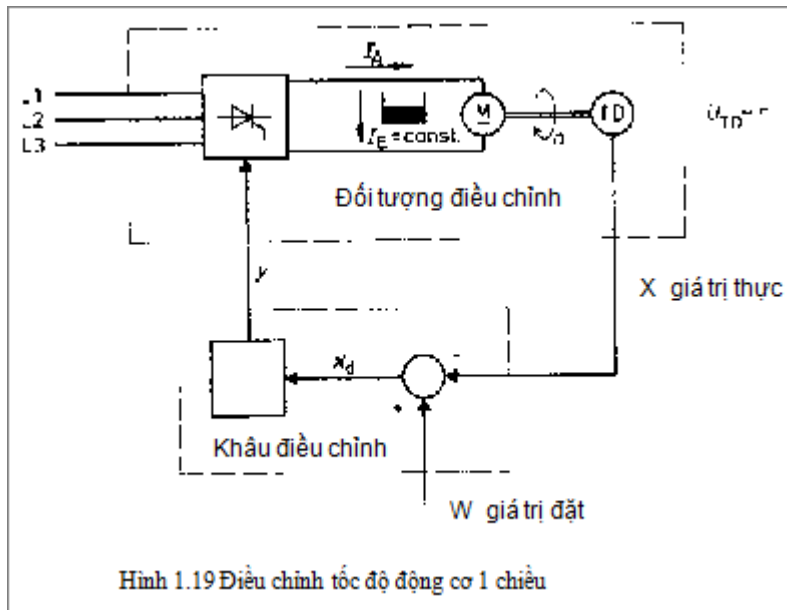 I_A
L1
L2
L3
I_E = const.
M
TD
n
Đối tượng điều chỉnh
y
X giá trị thực
x_d
-
+
Khâu điều chỉnh
W giá trị đặt
Hình 1.19 Điều chỉnh tốc độ động cơ 1 chiều